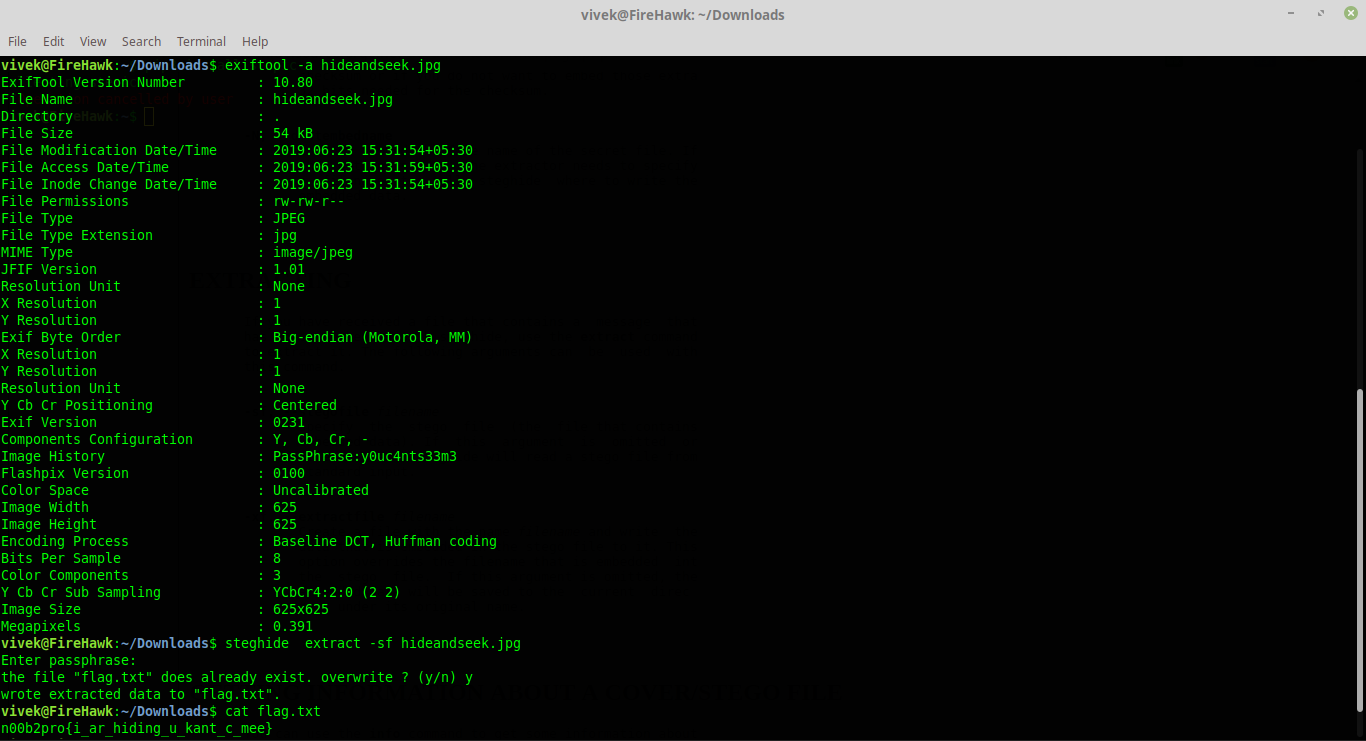 vivek@FireHawk: ~/Downloads
File Edit View Search Terminal Help
vivek@FireHawk:~/Downloads$ exiftool -a hideandseek.jpg
ExifTool Version Number : 10.80
File Name : hideandseek.jpg
Directory : .
File Size : 54 kB
File Modification Date/Time : 2019:06:23 15:31:54+05:30
File Access Date/Time : 2019:06:23 15:31:59+05:30
File Inode Change Date/Time : 2019:06:23 15:31:54+05:30
File Permissions : rw-rw-r--
File Type : JPEG
File Type Extension : jpg
MIME Type : image/jpeg
JFIF Version : 1.01
Resolution Unit : None
X Resolution : 1
Y Resolution : 1
Exif Byte Order : Big-endian (Motorola, MM)
X Resolution : 1
Y Resolution : 1
Resolution Unit : None
Y Cb Cr Positioning : Centered
Exif Version : 0231
Components Configuration : Y, Cb, Cr, -
Image History : PassPhrase:y0uc4nts33m3
Flashpix Version : 0100
Color Space : Uncalibrated
Image Width : 625
Image Height : 625
Encoding Process : Baseline DCT, Huffman coding
Bits Per Sample : 8
Color Components : 3
Y Cb Cr Sub Sampling : YCbCr4:2:0 (2 2)
Image Size : 625x625
Megapixels : 0.391
vivek@FireHawk:~/Downloads$ steghide  extract -sf hideandseek.jpg
Enter passphrase:
the file "flag.txt" does already exist. overwrite ? (y/n) y
wrote extracted data to "flag.txt".
vivek@FireHawk:~/Downloads$ cat flag.txt
n00b2pro{i_ar_hiding_u_kant_c_mee}